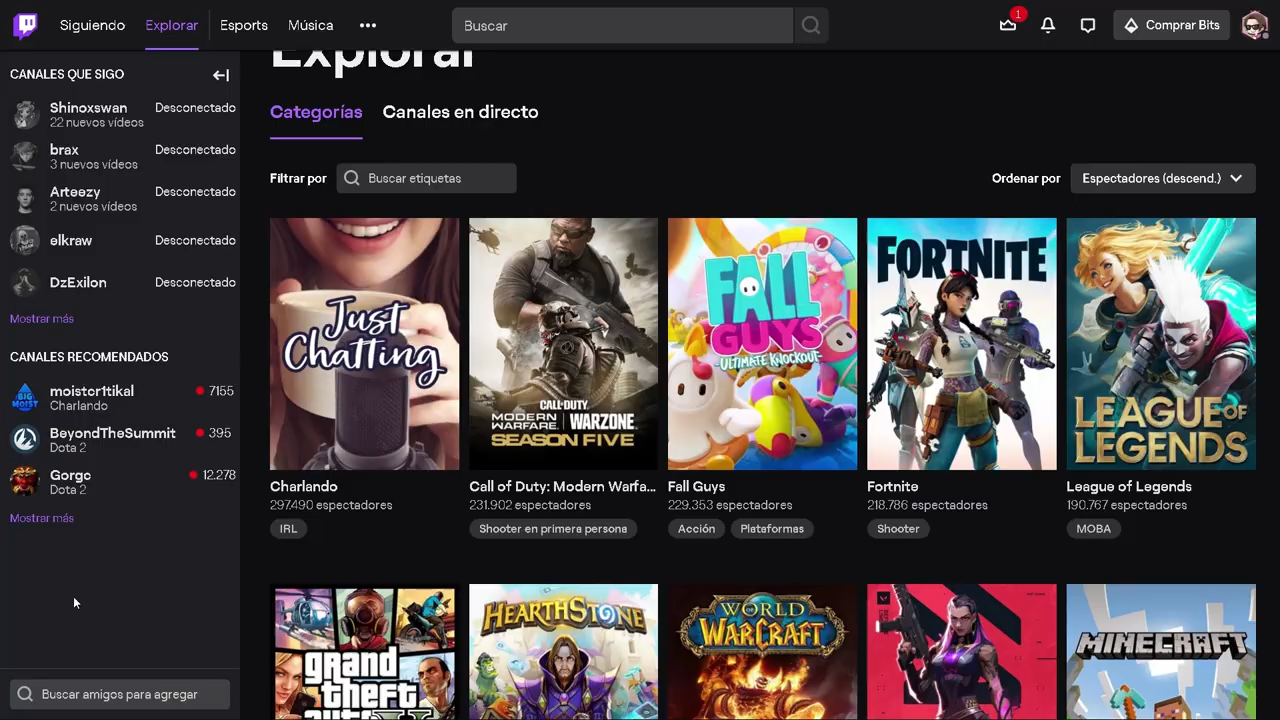 Siguiendo
Explorar
Esports
Música
Buscar
1
Comprar Bits
CANALES QUE SIGO
Shinoxswan
Desconectado
22 nuevos vídeos
brax
Desconectado
3 nuevos vídeos
Arteezy
Desconectado
2 nuevos vídeos
elkraw
Desconectado
DzExilon
Desconectado
Mostrar más
CANALES RECOMENDADOS
moistcr1tikal
7155
Charlando
BeyondTheSummit
395
Dota 2
Gorgc
12.278
Dota 2
Mostrar más
Buscar amigos para agregar
Explorar
Categorías
Canales en directo
Filtrar por
Buscar etiquetas
Ordenar por
Espectadores (descend.)
Just
Chatting
CALL OF DUTY
MODERN
WARFARE
WARZONE
SEASON FIVE
FALL
GUYS
ULTIMATE KNOCKOUT
FORTNITE
LEAGUE OF
LEGENDS
Charlando
297.490 espectadores
IRL
Call of Duty: Modern Warfa...
231.902 espectadores
Shooter en primera persona
Fall Guys
229.353 espectadores
Acción
Plataformas
Fortnite
218.786 espectadores
Shooter
League of Legends
190.767 espectadores
MOBA
grand
theft
HEARTHSTONE
WORLD
OF
WARCRAFT
MINECRAFT